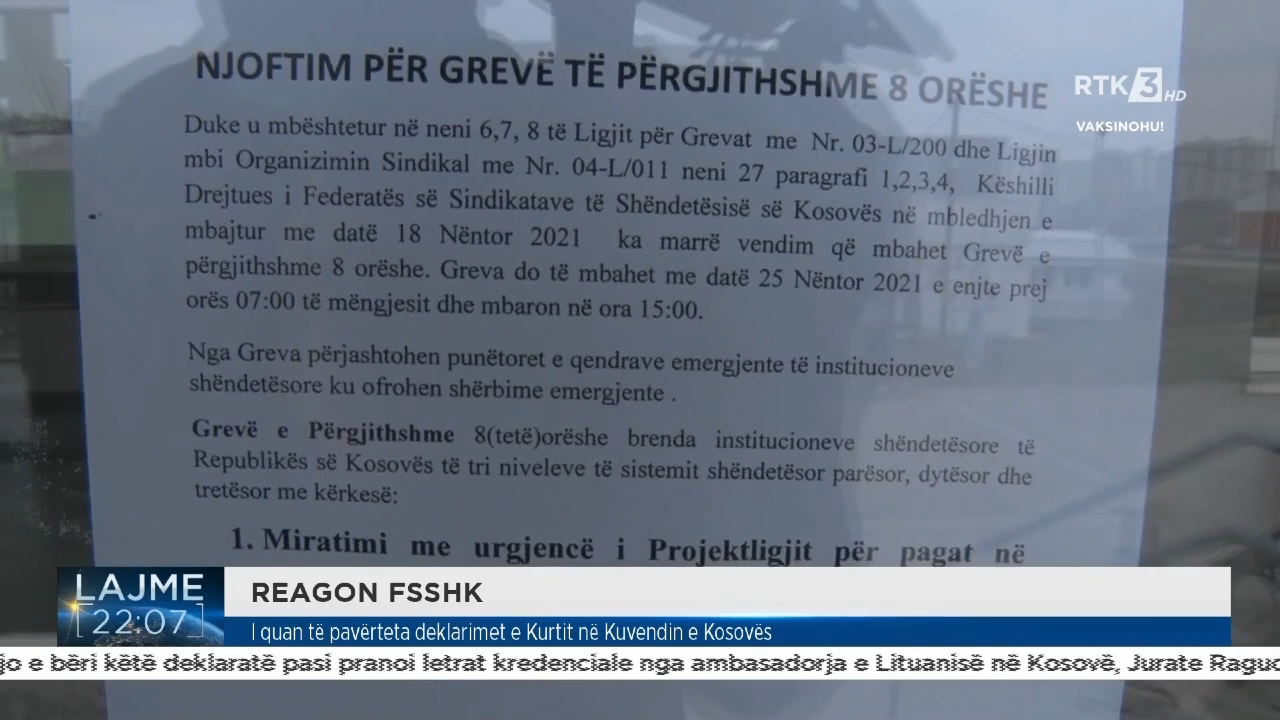 NJOFTIM PËR GREVË TË PËRGJITHSHME 8 ORËSHE
RTK 3 HD
VAKSINOHU!
Duke u mbështetur në neni 6,7, 8 të Ligjit për Grevat me Nr. 03-L/200 dhe Ligjin
mbi Organizimin Sindikal me Nr. 04-L/011 neni 27 paragrafi 1,2,3,4, Këshilli
Drejtues i Federatës së Sindikatave të Shëndetësisë së Kosovës në mbledhjen e
mbajtur me datë 18 Nëntor 2021 ka marrë vendim që mbahet Grevë e
përgjithshme 8 orëshe. Greva do të mbahet me datë 25 Nëntor 2021 e enjte prej
orës 07:00 të mëngjesit dhe mbaron në ora 15:00.
Nga Greva përjashtohen punëtoret e qendrave emergjente të institucioneve
shëndetësore ku ofrohen shërbime emergjente .
Grevë e Përgjithshme 8(tetë)orëshe brenda institucioneve shëndetësore të
Republikës së Kosovës të tri niveleve të sistemit shëndetësor parësor, dytësor dhe
tretësor me kërkesë:
1. Miratimi me urgjencë i Projektligjit për pagat në
LAJME
22:07
REAGON FSSHK
I quan të pavërteta deklarimet e Kurtit në Kuvendin e Kosovës
jo e bëri këtë deklaratë pasi pranoi letrat kredenciale nga ambasadorja e Lituanisë në Kosovë, Jurate Raguc